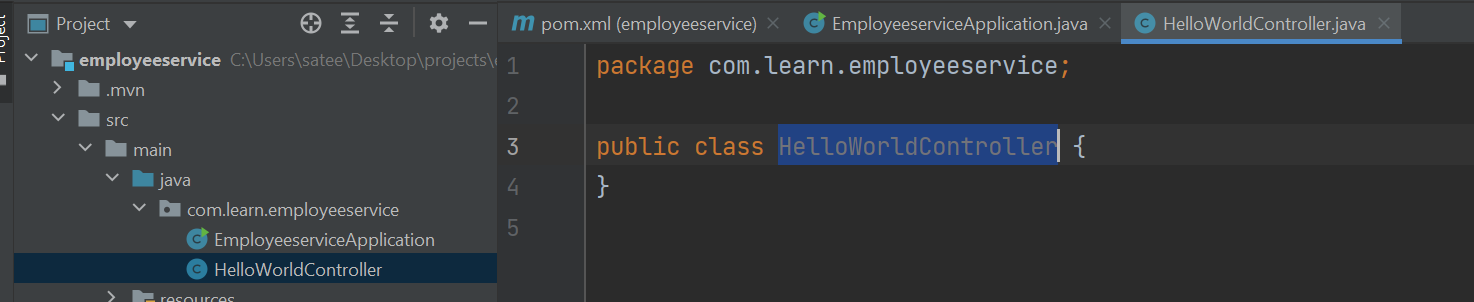 Project
pom.xml (employeeservice)
EmployeeserviceApplication.java
HelloWorldController.java
Project
employeeservice C:\Users\satee\Desktop\projects\
.mvn
src
main
java
com.learn.employeeservice
EmployeeserviceApplication
HelloWorldController
resources
1 package com.learn.employeeservice;
2
3 public class HelloWorldController {
4 }
5